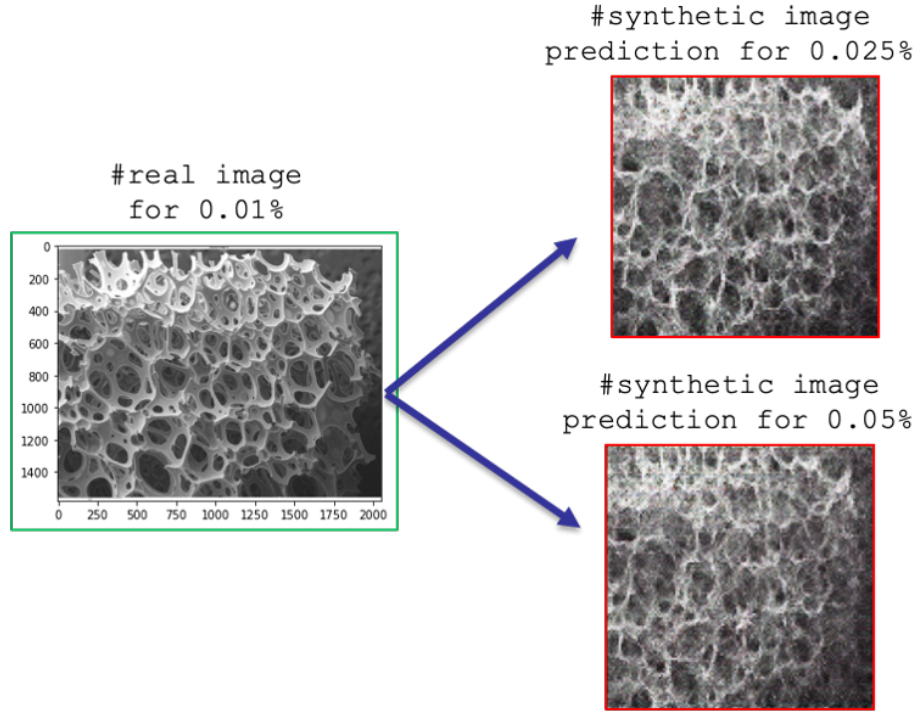 #synthetic image
prediction for 0.025%
#real image
for 0.01%
0
200
400
600
800
1000
1200
1400
0 250 500 750 1000 1250 1500 1750 2000
#synthetic image
prediction for 0.05%